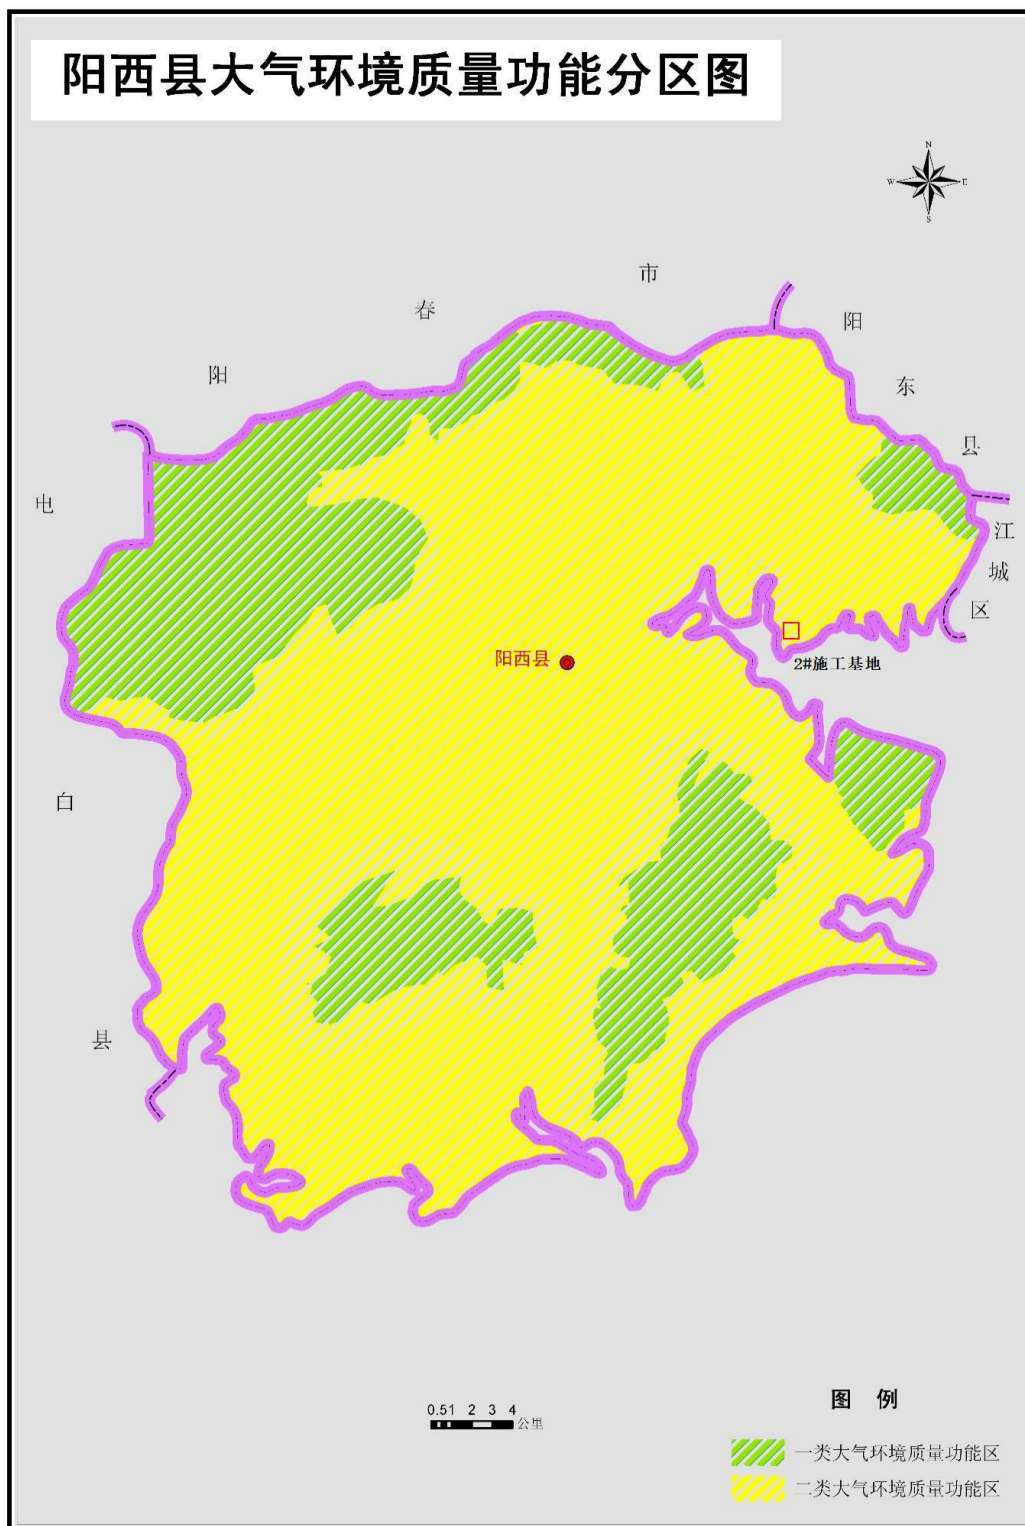 阳西县大气环境质量功能分区图
N
W
E
S
市
春
阳
阳
东
县
电
江
城
区
阳西县
2#施工基地
白
县
图 例
0.51 2 3 4
公里
一类大气环境质量功能区
二类大气环境质量功能区